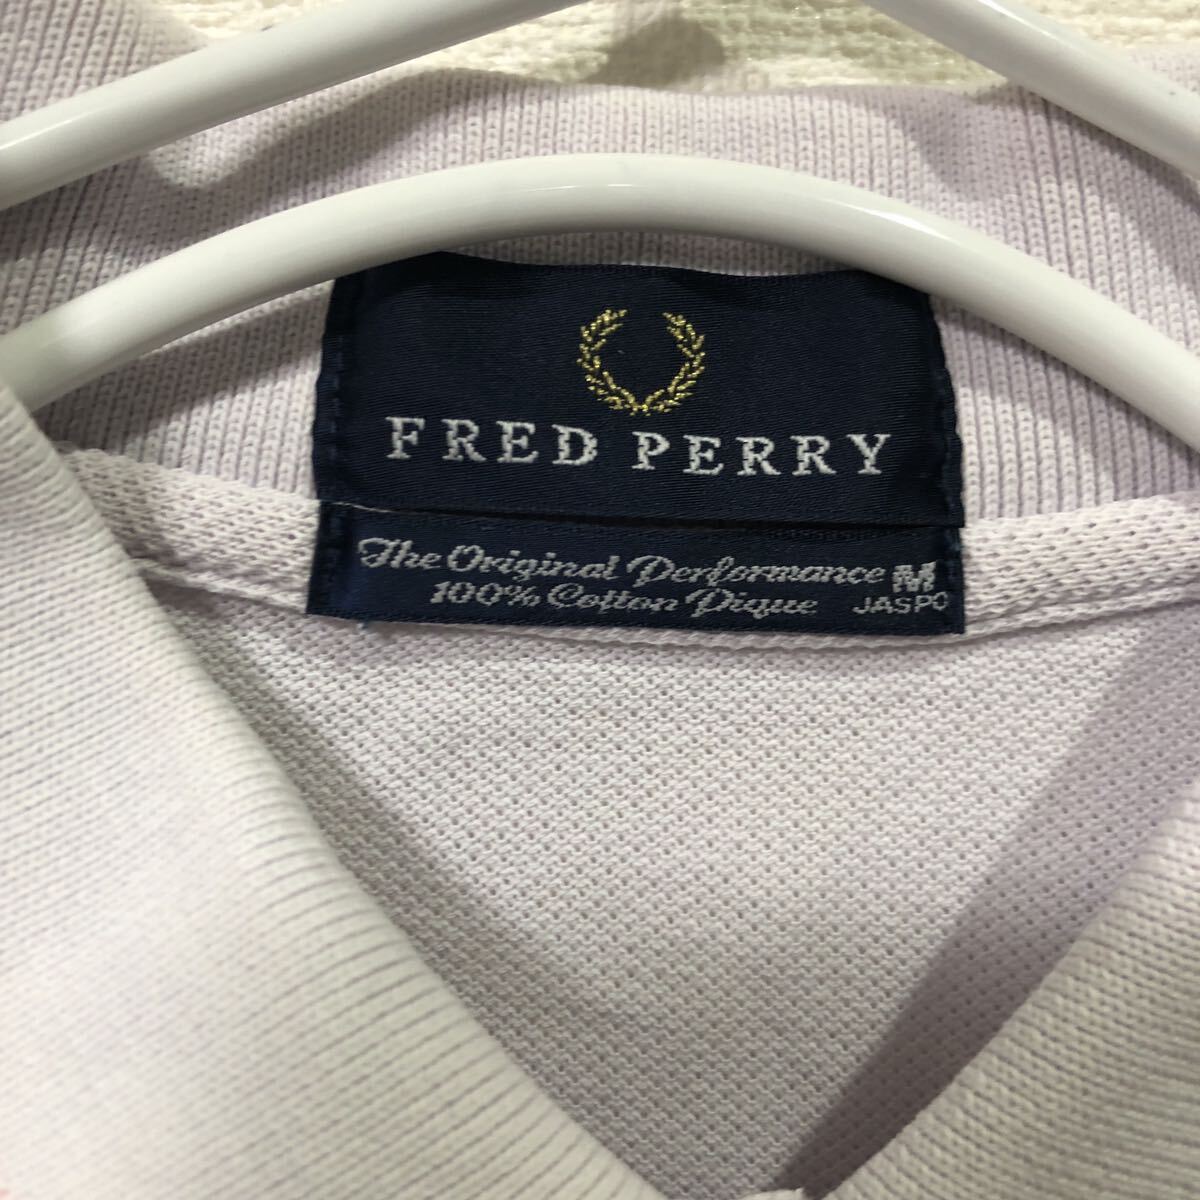 FRED PERRY
The Original Performance M
100% Cotton Pique JASPO